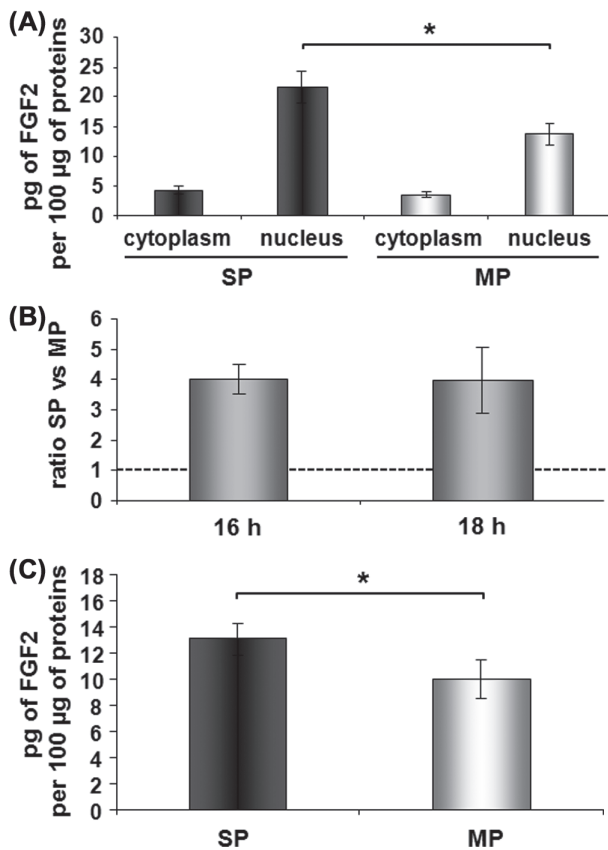 (A)
pg of FGF2
per 100 µg of proteins
30
25
20
15
10
5
0
*
cytoplasm nucleus cytoplasm nucleus
SP MP
(B)
ratio SP vs MP
6
5
4
3
2
1
0
16 h 18 h
(C)
pg of FGF2
per 100 µg of proteins
18
16
14
12
10
8
6
4
2
0
*
SP MP